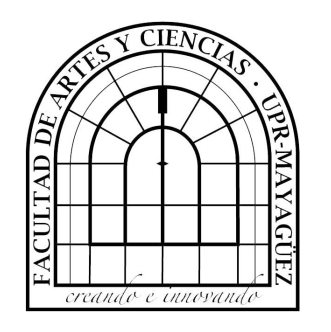 FACULTAD DE ARTES Y CIENCIAS · UPR-MAYAGÜEZ
creando e innovando